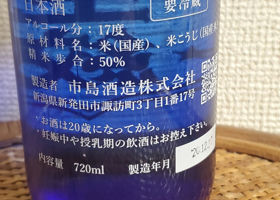 日本酒
要冷蔵
アルコール分：17度
原材料名：米(国産)、米こうじ(国産米)
精米歩合：50%
製造者 市島酒造株式会社
新潟県新発田市諏訪町3丁目1番17号
・お酒は20歳になってから。
・妊娠中や授乳期の飲酒はお控え下さい。
内容量 720ml 製造年月